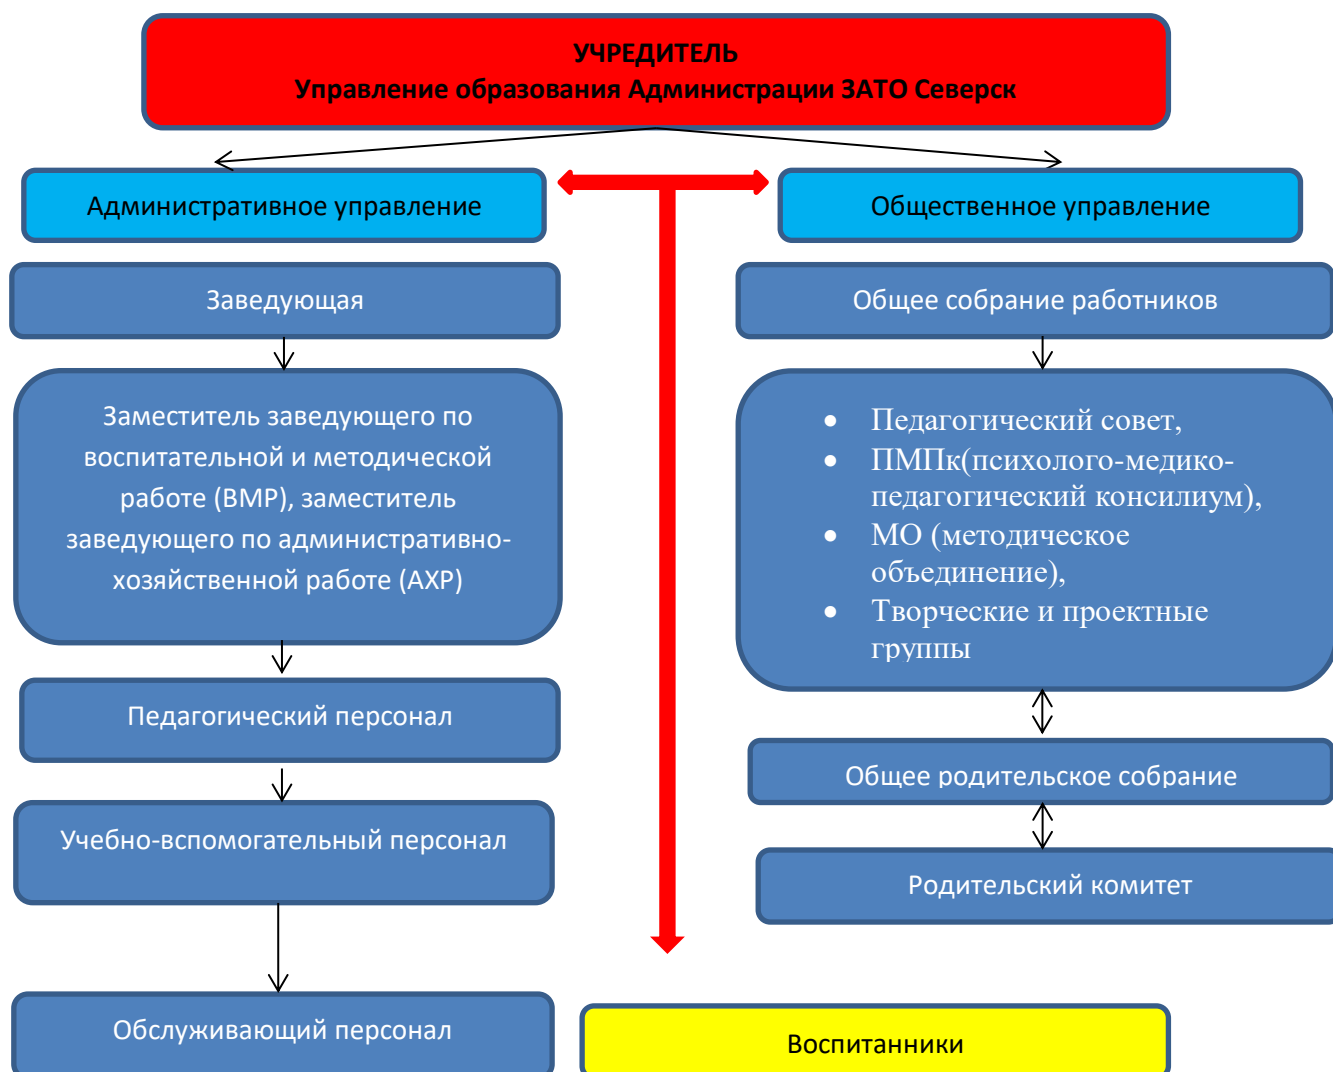 УЧРЕДИТЕЛЬ
Управление образования Администрации ЗАТО Северск
Административное управление
Общественное управление
Заведующая
Общее собрание работников
Заместитель заведующего по
воспитательной и методической
работе (ВМР), заместитель
заведующего по административно-
хозяйственной работе (АХР)
• Педагогический совет,
• ПМПк(психолого-медико-
педагогический консилиум),
• МО (методическое
объединение),
• Творческие и проектные
группы
Педагогический персонал
Общее родительское собрание
Учебно-вспомогательный персонал
Родительский комитет
Обслуживающий персонал
Воспитанники